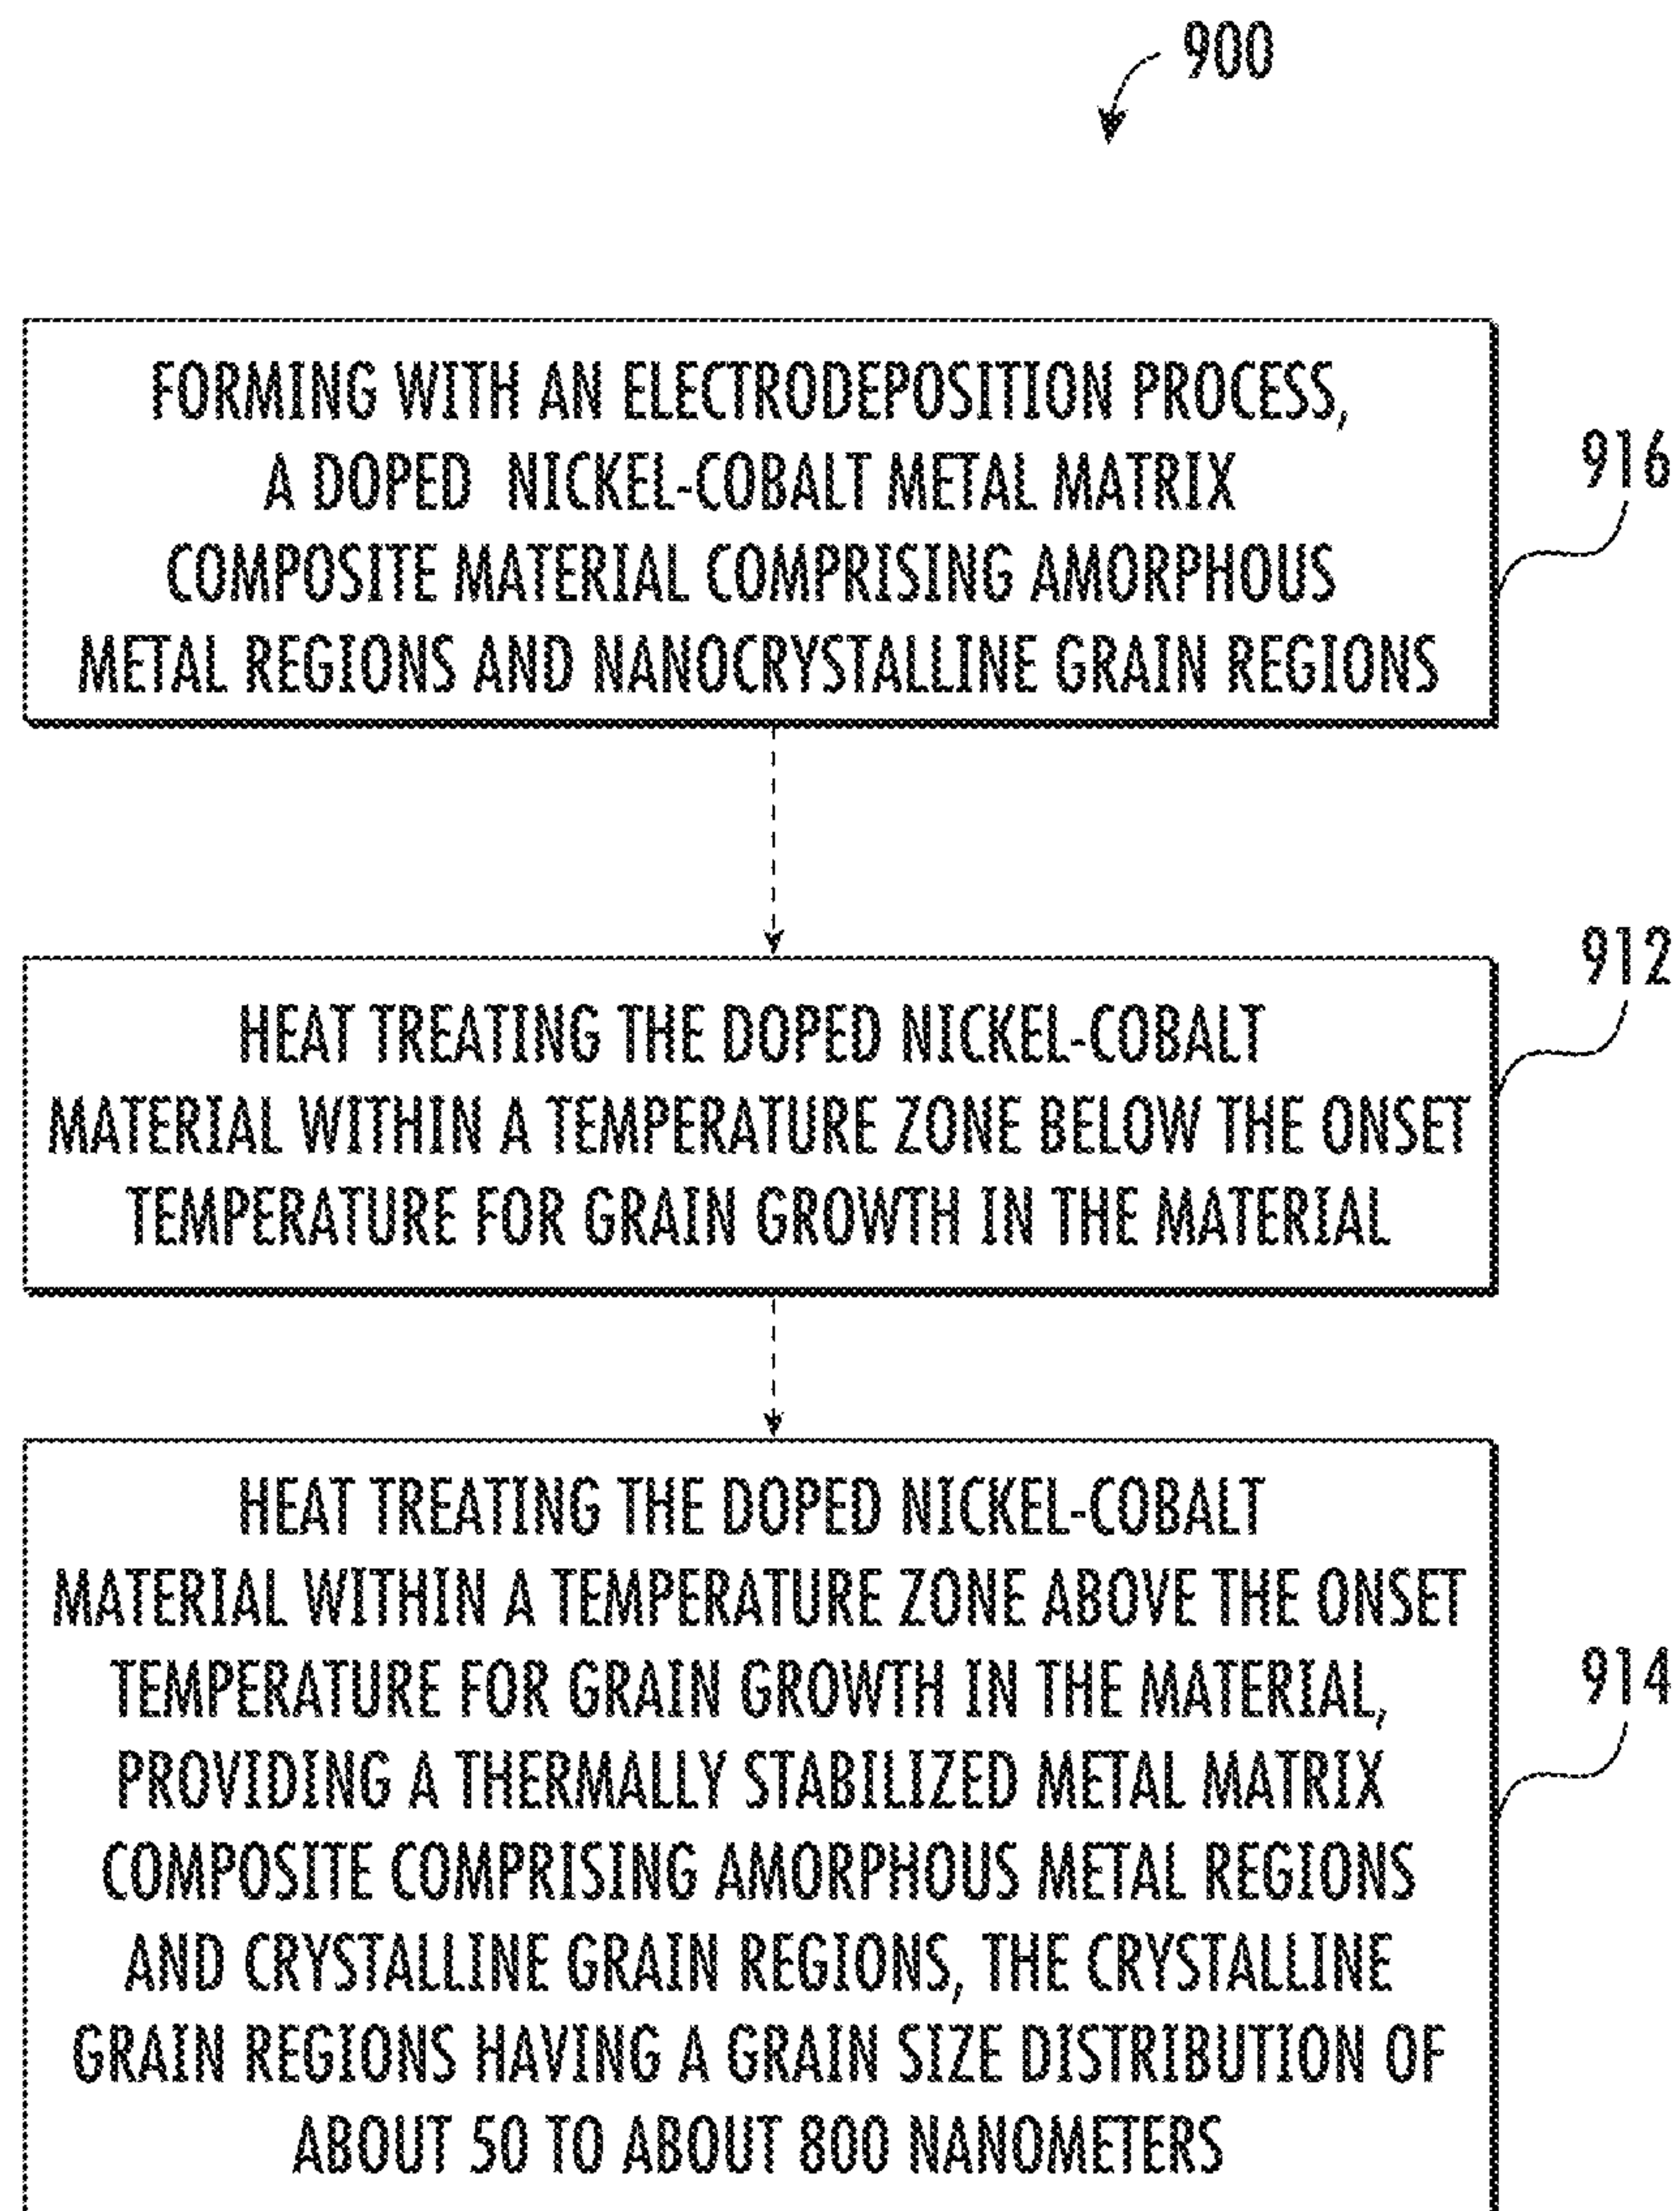 900
FORMING WITH AN ELECTRODEPOSITION PROCESS,
A DOPED NICKEL-COBALT METAL MATRIX
COMPOSITE MATERIAL COMPRISING AMORPHOUS
METAL REGIONS AND NANOCRYSTALLINE GRAIN REGIONS
916
HEAT TREATING THE DOPED NICKEL-COBALT
MATERIAL WITHIN A TEMPERATURE ZONE BELOW THE ONSET
TEMPERATURE FOR GRAIN GROWTH IN THE MATERIAL
912
HEAT TREATING THE DOPED NICKEL-COBALT
MATERIAL WITHIN A TEMPERATURE ZONE ABOVE THE ONSET
TEMPERATURE FOR GRAIN GROWTH IN THE MATERIAL,
PROVIDING A THERMALLY STABILIZED METAL MATRIX
COMPOSITE COMPRISING AMORPHOUS METAL REGIONS
AND CRYSTALLINE GRAIN REGIONS, THE CRYSTALLINE
GRAIN REGIONS HAVING A GRAIN SIZE DISTRIBUTION OF
ABOUT 50 TO ABOUT 800 NANOMETERS
914